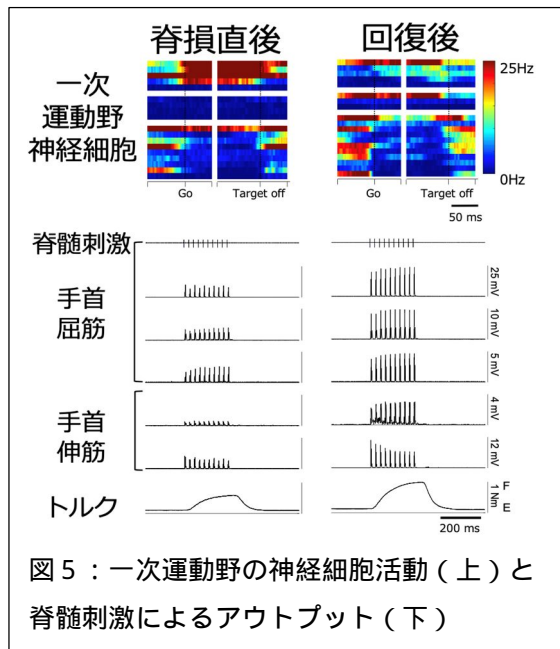 脊損直後 回復後
一次
運動野
神経細胞
25Hz
0Hz
Go Target off Go Target off
50 ms
脊髄刺激
手首
屈筋
25 mV
10 mV
5 mV
手首
伸筋
4 mV
12 mV
トルク
1 Nm
F
E
200 ms
図5：一次運動野の神経細胞活動（上）と
脊髄刺激によるアウトプット（下）